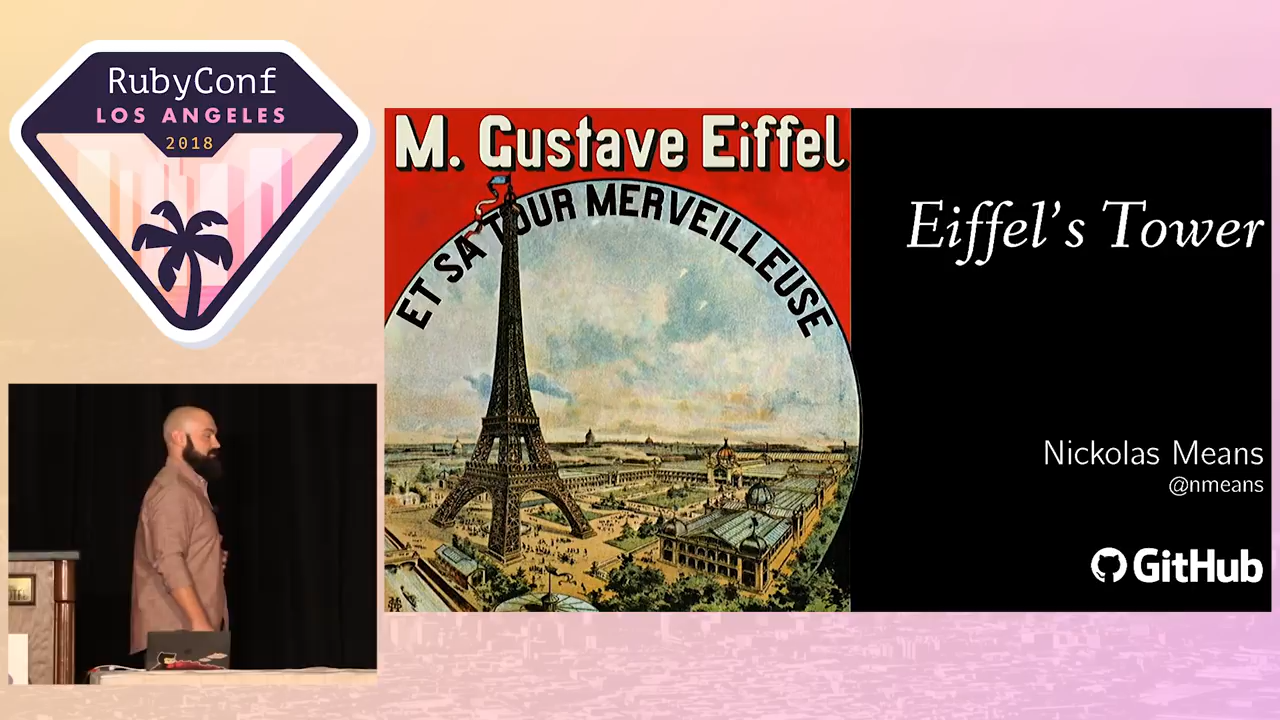 RubyConf
LOS ANGELES
2018
M. Gustave Eiffel
ET SA TOUR MERVEILLEUSE
Eiffel's Tower
Nickolas Means
@nmeans
GitHub